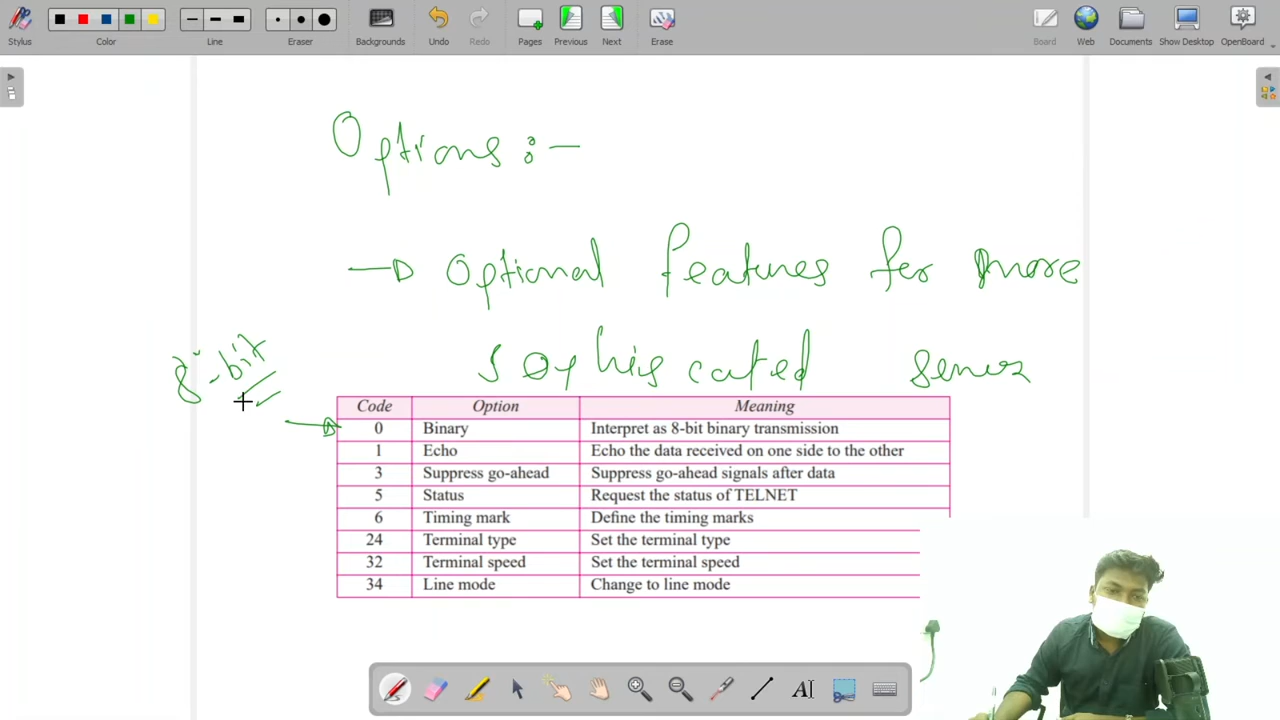 Stylus
Color
Line
Eraser
Backgrounds
Undo
Redo
Pages
Previous
Next
Erase
Board
Web
Documents
Show Desktop
OpenBoard
Options :-
→ Optional features for more
sophiscated
8-bit
Code Option Meaning
0 Binary Interpret as 8-bit binary transmission
1 Echo Echo the data received on one side to the other
3 Suppress go-ahead Suppress go-ahead signals after data
5 Status Request the status of TELNET
6 Timing mark Define the timing marks
24 Terminal type Set the terminal type
32 Terminal speed Set the terminal speed
34 Line mode Change to line mode